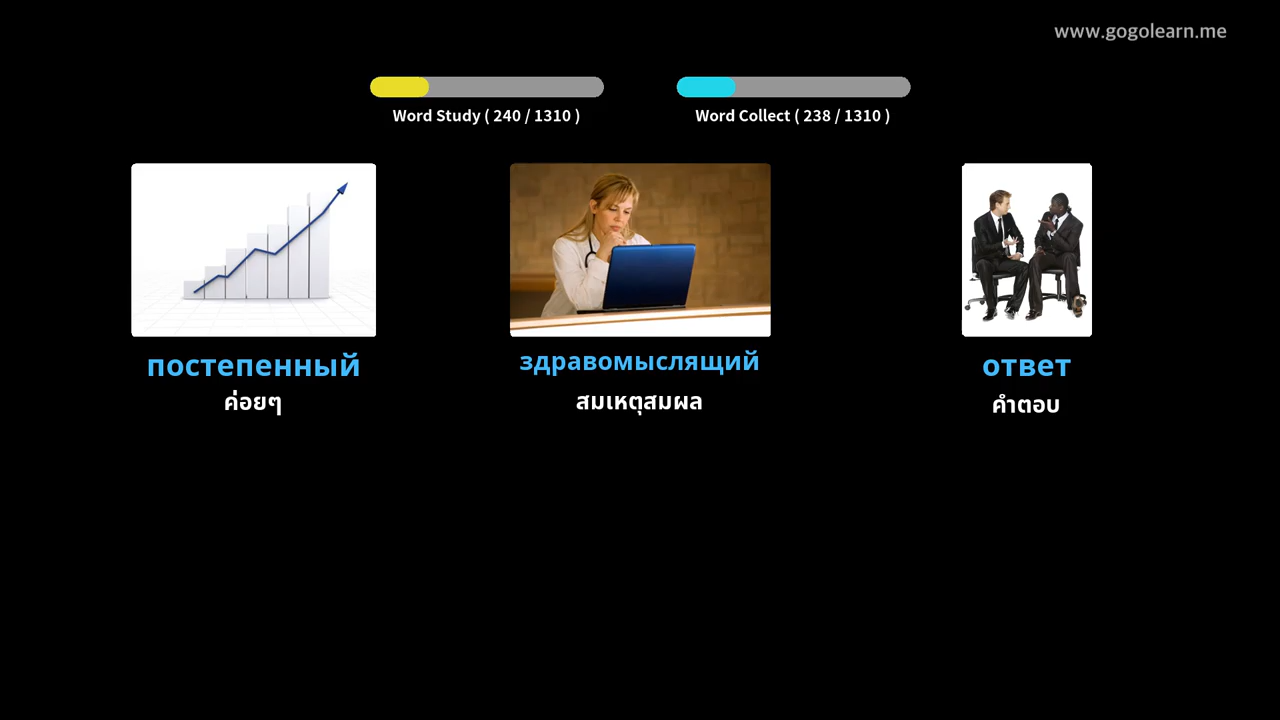 www.gogolearn.me
Word Study ( 240 / 1310 )
Word Collect ( 238 / 1310 )
постепенный
здравомыслящий
ответ
ค่อยๆ
สมเหตุสมผล
คำตอบ